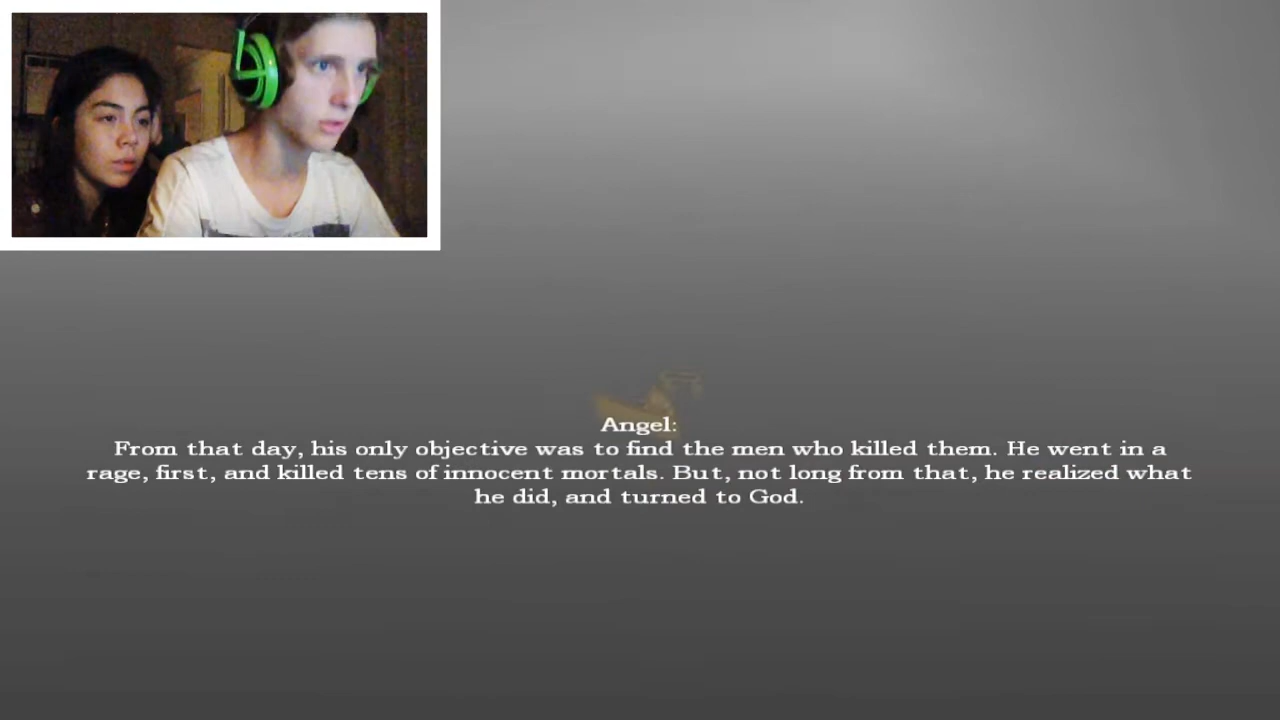 Angel:
From that day, his only objective was to find the men who killed them. He went in a
rage, first, and killed tens of innocent mortals. But, not long from that, he realized what
he did, and turned to God.